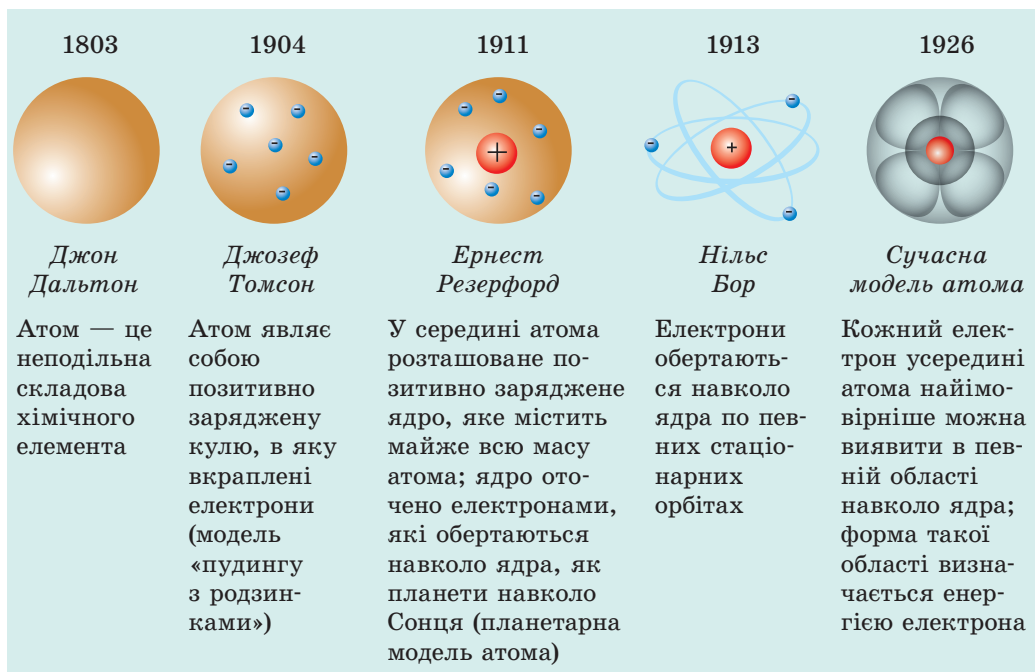 1803
Джон
Дальтон
Атом — це
неподільна
складова
хімічного
елемента
1904
Джозеф
Томсон
Атом являє
собою
позитивно
заряджену
кулю, в яку
вкраплені
електрони
(модель
«пудингу
з родзин-
ками»)
1911
+
Ернест
Резерфорд
У середині атома
розташоване по-
зитивно заряджене
ядро, яке містить
майже всю масу
атома; ядро ото-
чено електронами,
які обертаються
навколо ядра, як
планети навколо
Сонця (планетарна
модель атома)
1913
+
Нільс
Бор
Електрони
обертають-
ся навколо
ядра по пев-
них стаціо-
нарних
орбітах
1926
Сучасна
модель атома
Кожний елек-
трон усередині
атома найімо-
вірніше можна
виявити в пев-
ній області
навколо ядра;
форма такої
області визна-
чається енер-
гією електрона